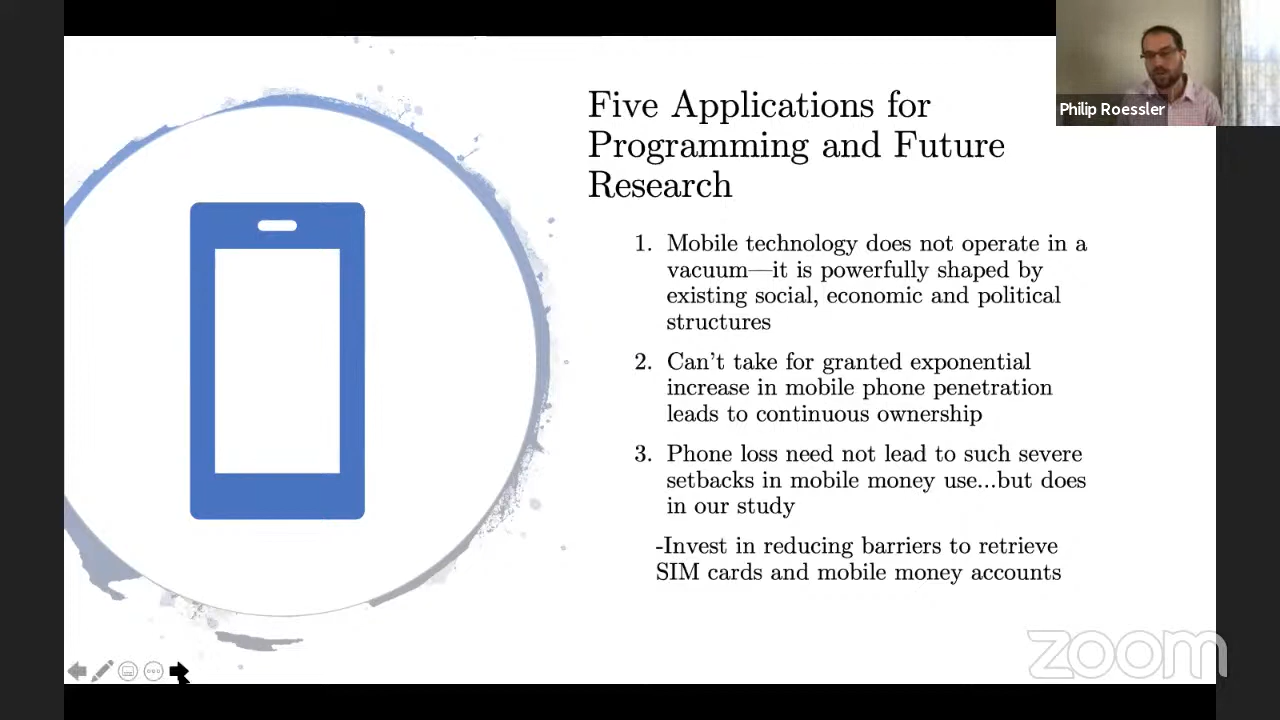 Five Applications for
Programming and Future
Research
1. Mobile technology does not operate in a
vacuum—it is powerfully shaped by
existing social, economic and political
structures
2. Can't take for granted exponential
increase in mobile phone penetration
leads to continuous ownership
3. Phone loss need not lead to such severe
setbacks in mobile money use...but does
in our study
-Invest in reducing barriers to retrieve
SIM cards and mobile money accounts
Philip Roessler
zoom